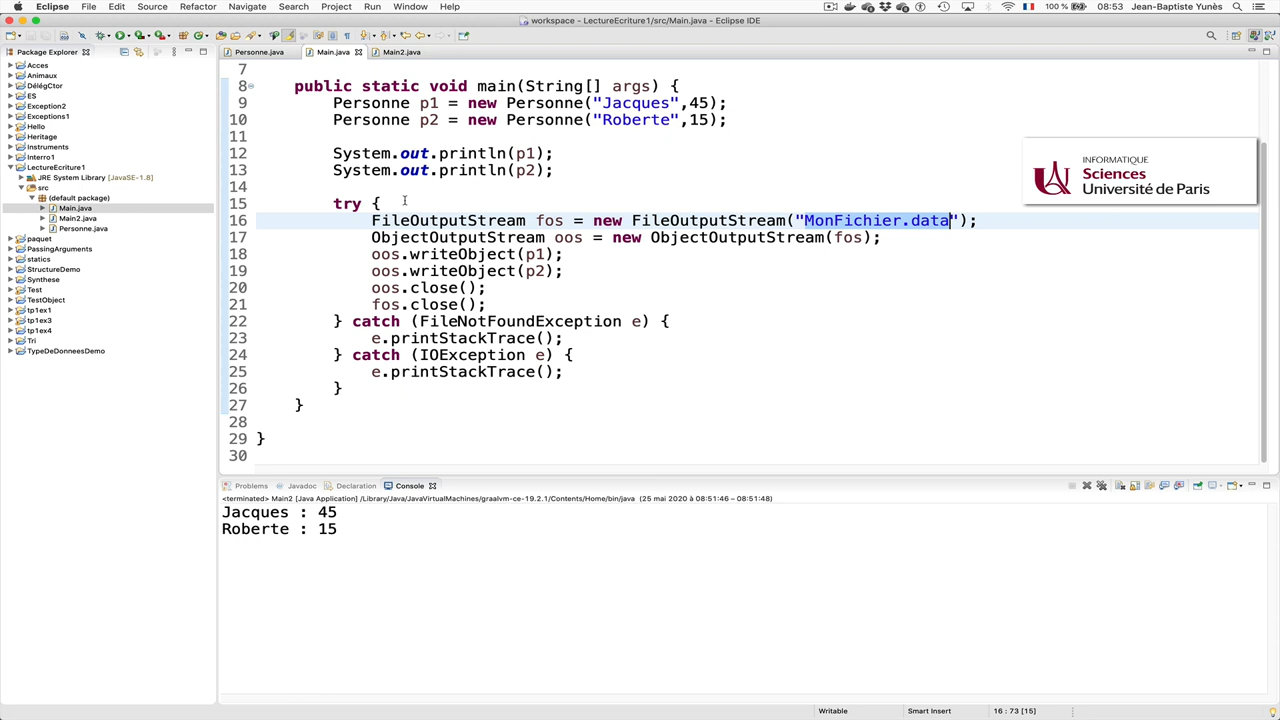 Eclipse File Edit Source Refactor Navigate Search Project Run Window Help 100 % 08:53 Jean-Baptiste Yunès
workspace - LectureEcriture1/src/Main.java - Eclipse IDE
Package Explorer
Acces
Animaux
DélégCtor
ES
Exception2
Exceptions1
Hello
Heritage
Instruments
Interro1
LectureEcriture1
JRE System Library [JavaSE-1.8]
src
(default package)
Main.java
Main2.java
Personne.java
paquet
PassingArguments
statics
StructureDemo
Synthese
Test
TestObject
tp1ex1
tp1ex3
tp1ex4
Tri
TypeDeDonneesDemo
Personne.java Main.java Main2.java
7
8 public static void main(String[] args) {
9 Personne p1 = new Personne("Jacques",45);
10 Personne p2 = new Personne("Roberte",15);
11
12 System.out.println(p1);
13 System.out.println(p2);
14
15 try {
16 FileOutputStream fos = new FileOutputStream("MonFichier.data");
17 ObjectOutputStream oos = new ObjectOutputStream(fos);
18 oos.writeObject(p1);
19 oos.writeObject(p2);
20 oos.close();
21 fos.close();
22 } catch (FileNotFoundException e) {
23 e.printStackTrace();
24 } catch (IOException e) {
25 e.printStackTrace();
26 }
27 }
28
29 }
30
INFORMATIQUE
Sciences
Université de Paris
Problems Javadoc Declaration Console
<terminated> Main2 [Java Application] /Library/Java/JavaVirtualMachines/graalvm-ce-19.2.1/Contents/Home/bin/java (25 mai 2020 à 08:51:46 – 08:51:48)
Jacques : 45
Roberte : 15
Writable Smart Insert 16 : 73 [15]